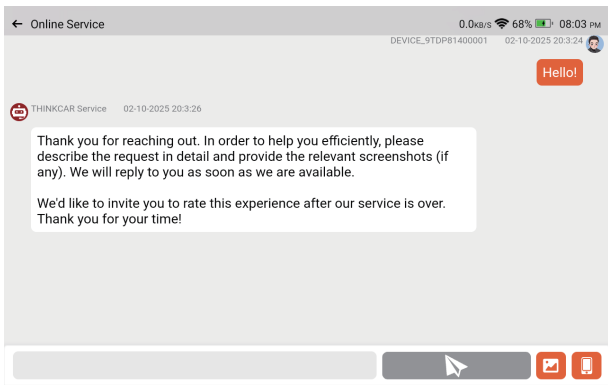 Online Service
0.0KB/S 68% 08:03 PM
DEVICE_9TDP81400001 02-10-2025 20:3:24
Hello!
THINKCAR Service 02-10-2025 20:3:26
Thank you for reaching out. In order to help you efficiently, please
describe the request in detail and provide the relevant screenshots (if
any). We will reply to you as soon as we are available.
We'd like to invite you to rate this experience after our service is over.
Thank you for your time!